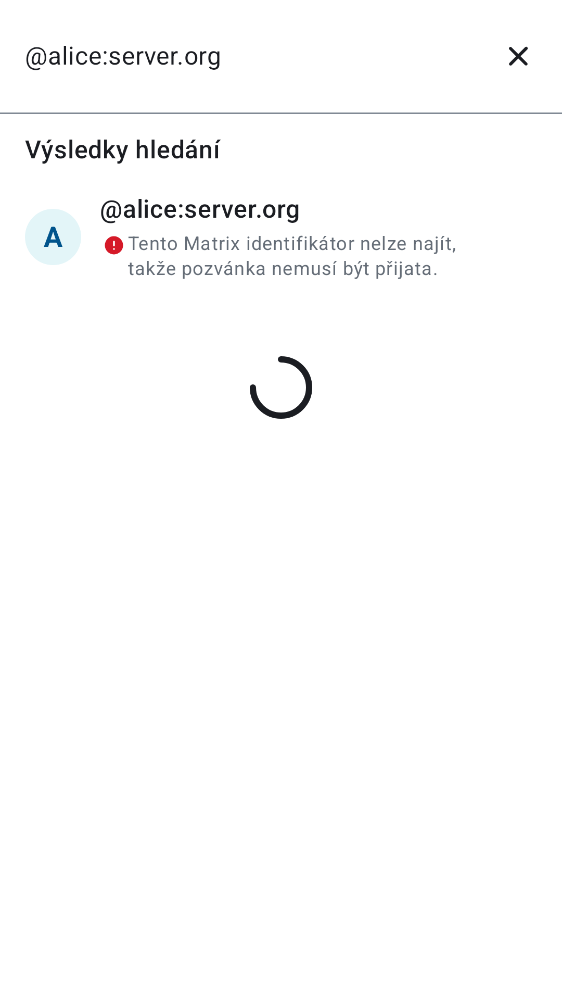 @alice:server.org
Výsledky hledání
A
@alice:server.org
Tento Matrix identifikátor nelze najít,
takže pozvánka nemusí být přijata.